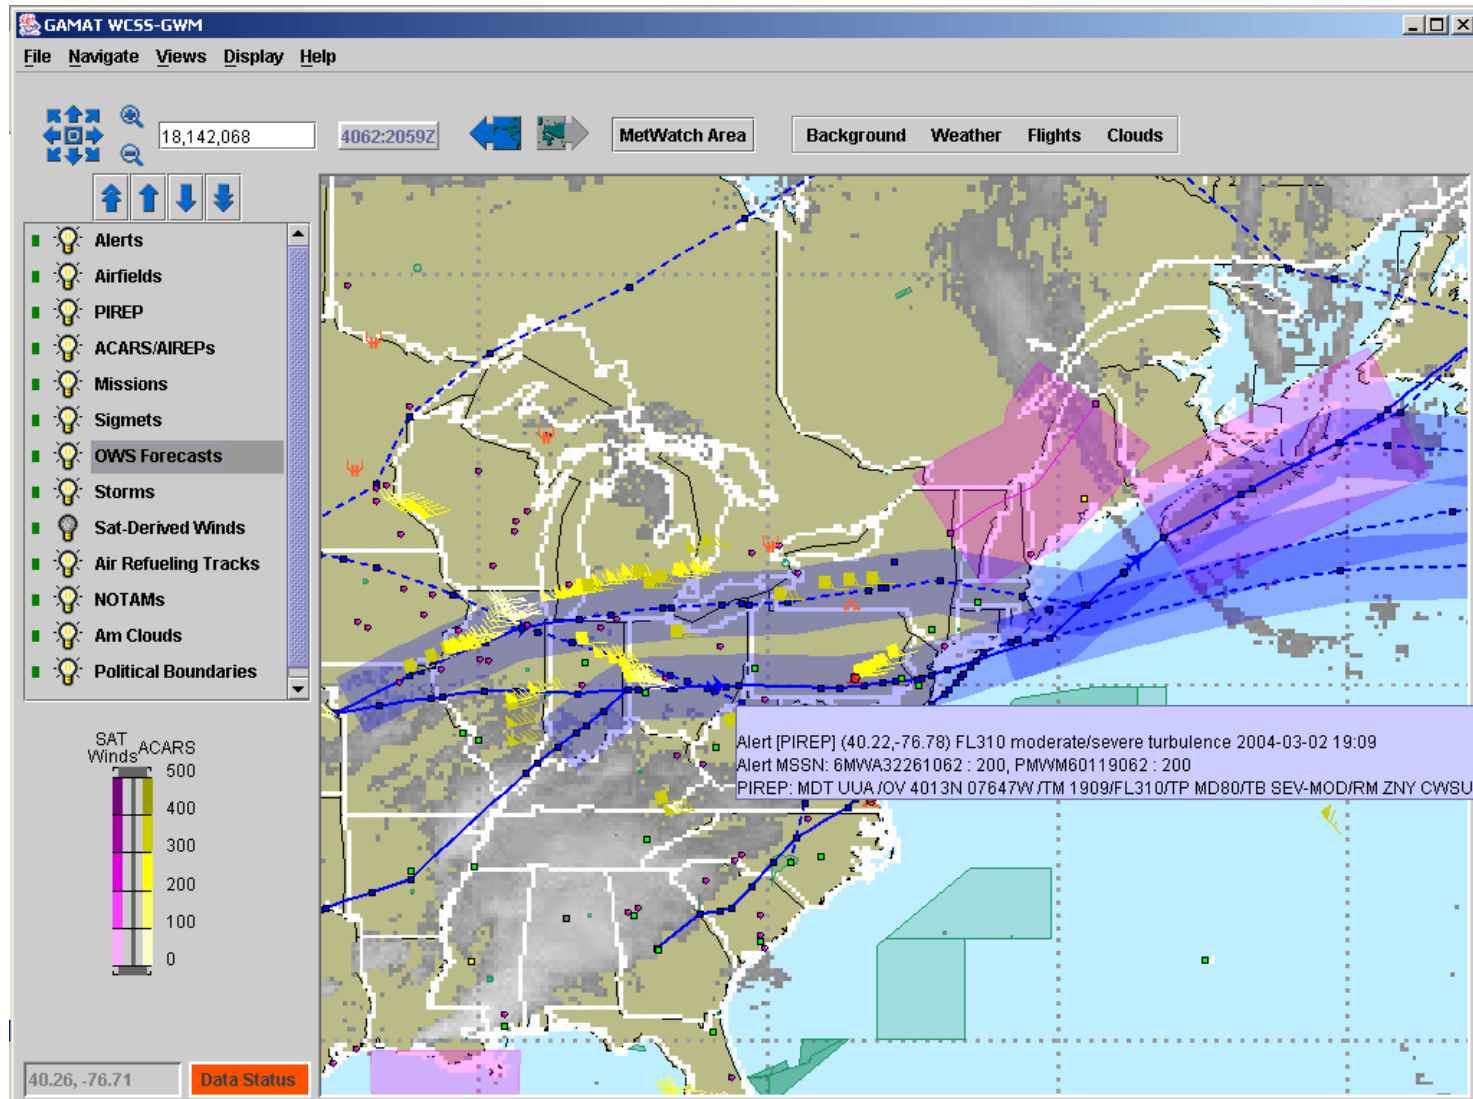 GAMAT WCSS-GWM
File Navigate Views Display Help
18,142,068 4062:2059Z MetWatch Area Background Weather Flights Clouds
Alerts
Airfields
PIREP
ACARS/AIREPs
Missions
Sigmets
OWS Forecasts
Storms
Sat-Derived Winds
Air Refueling Tracks
NOTAMs
Am Clouds
Political Boundaries
SAT Winds ACARS
500
400
300
200
100
0
Alert [PIREP] (40.22,-76.78) FL310 moderate/severe turbulence 2004-03-02 19:09
Alert MSSN: 6MWA32261062 : 200, PMWM60119062 : 200
PIREP: MDT UUA /OV 4013N 07647W /TM 1909/FL310/TP MD80/TB SEV-MOD/RM ZNY CWSU
40.26, -76.71 Data Status